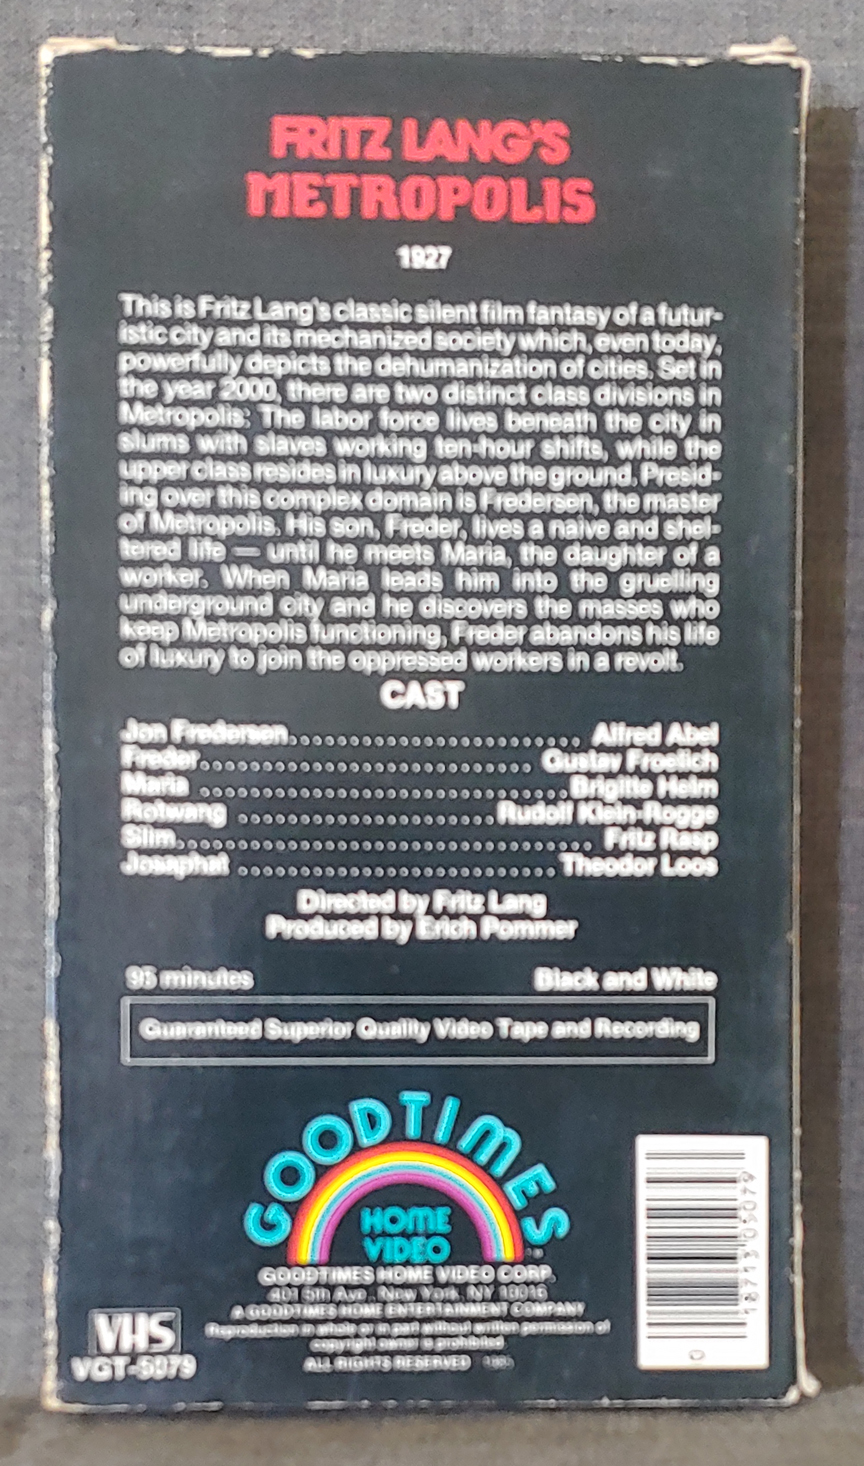 FRITZ LANG'S
METROPOLIS
1927
This is Fritz Lang's classic silent film fantasy of a futur-
istic city and its mechanized society which, even today,
powerfully depicts the dehumanization of cities. Set in
the year 2000, there are two distinct class divisions in
Metropolis: The labor force lives beneath the city in
slums with slaves working ten-hour shifts, while the
upper class resides in luxury above the ground. Presid-
ing over this complex domain is Fredersen, the master
of Metropolis. His son, Freder, lives a naive and shel-
tered life — until he meets Maria, the daughter of a
worker. When Maria leads him into the gruelling
underground city and he discovers the masses who
keep Metropolis functioning, Freder abandons his life
of luxury to join the oppressed workers in a revolt.
CAST
Jon Fredersen.............................. Alfred Abel
Freder.............................. Gustav Froelich
Maria ..............................Brigitte Helm
Rotwang ......................Rudolf Klein-Rogge
Slim.................................. Fritz Rasp
Josaphat ..........................Theodor Loos
Directed by Fritz Lang
Produced by Erich Pommer
95 minutes Black and White
Guaranteed Superior Quality Video Tape and Recording
GOODTIMES
HOME
VIDEO
GOODTIMES HOME VIDEO CORP.
401 5th Ave., New York, NY 10016
A GOODTIMES HOME ENTERTAINMENT COMPANY
Reproduction in whole or in part without written permission of
copyright owner is prohibited.
ALL RIGHTS RESERVED
VHS
VGT-5079
18713 05079
0